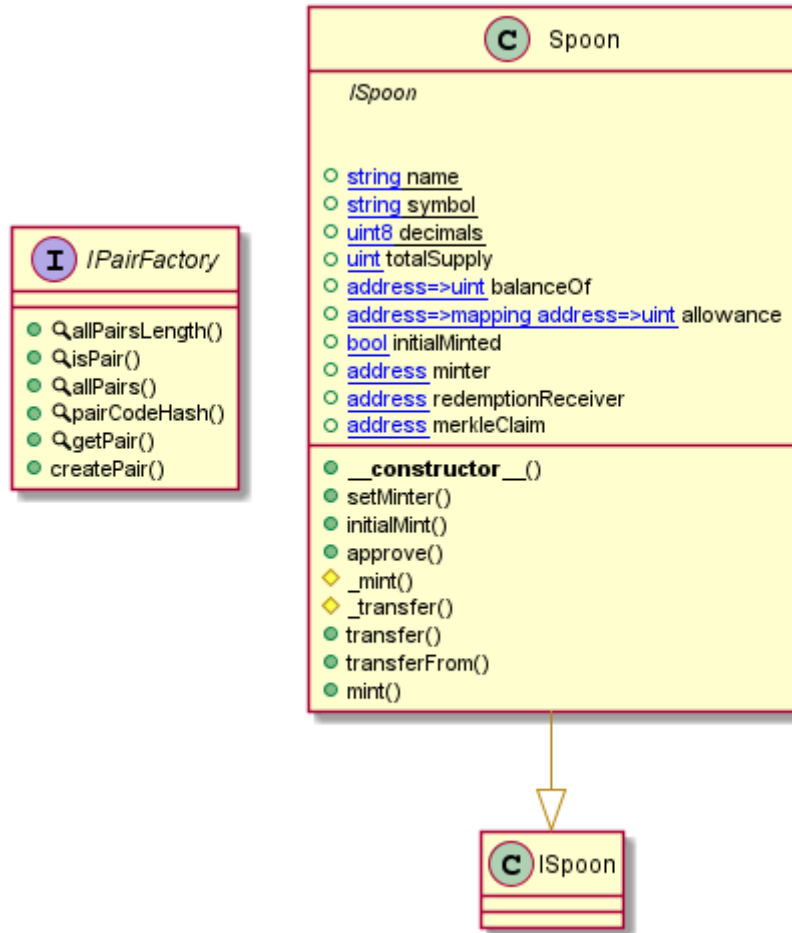 C Spoon
ISpoon
string name
string symbol
uint8 decimals
uint totalSupply
address=>uint balanceOf
address=>mapping address=>uint allowance
bool initialMinted
address minter
address redemptionReceiver
address merkleClaim
__constructor__()
setMinter()
initialMint()
approve()
_mint()
_transfer()
transfer()
transferFrom()
mint()
I IPairFactory
allPairsLength()
isPair()
allPairs()
pairCodeHash()
getPair()
createPair()
C ISpoon